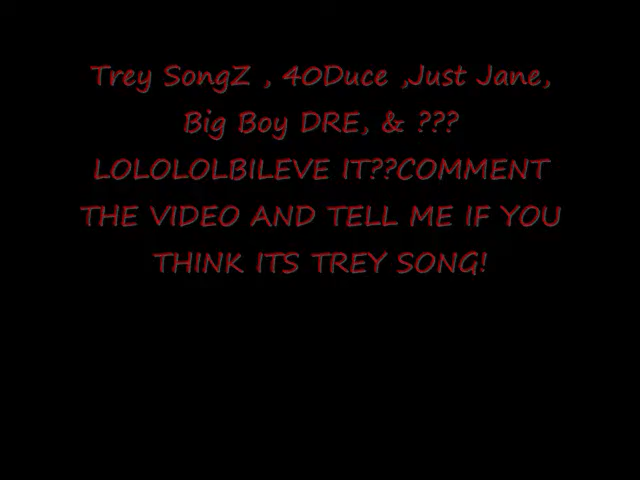 Trey SongZ , 40Duce ,Just Jane,
Big Boy DRE, & ???
LOLOLOLBILEVE IT??COMMENT
THE VIDEO AND TELL ME IF YOU
THINK ITS TREY SONG!